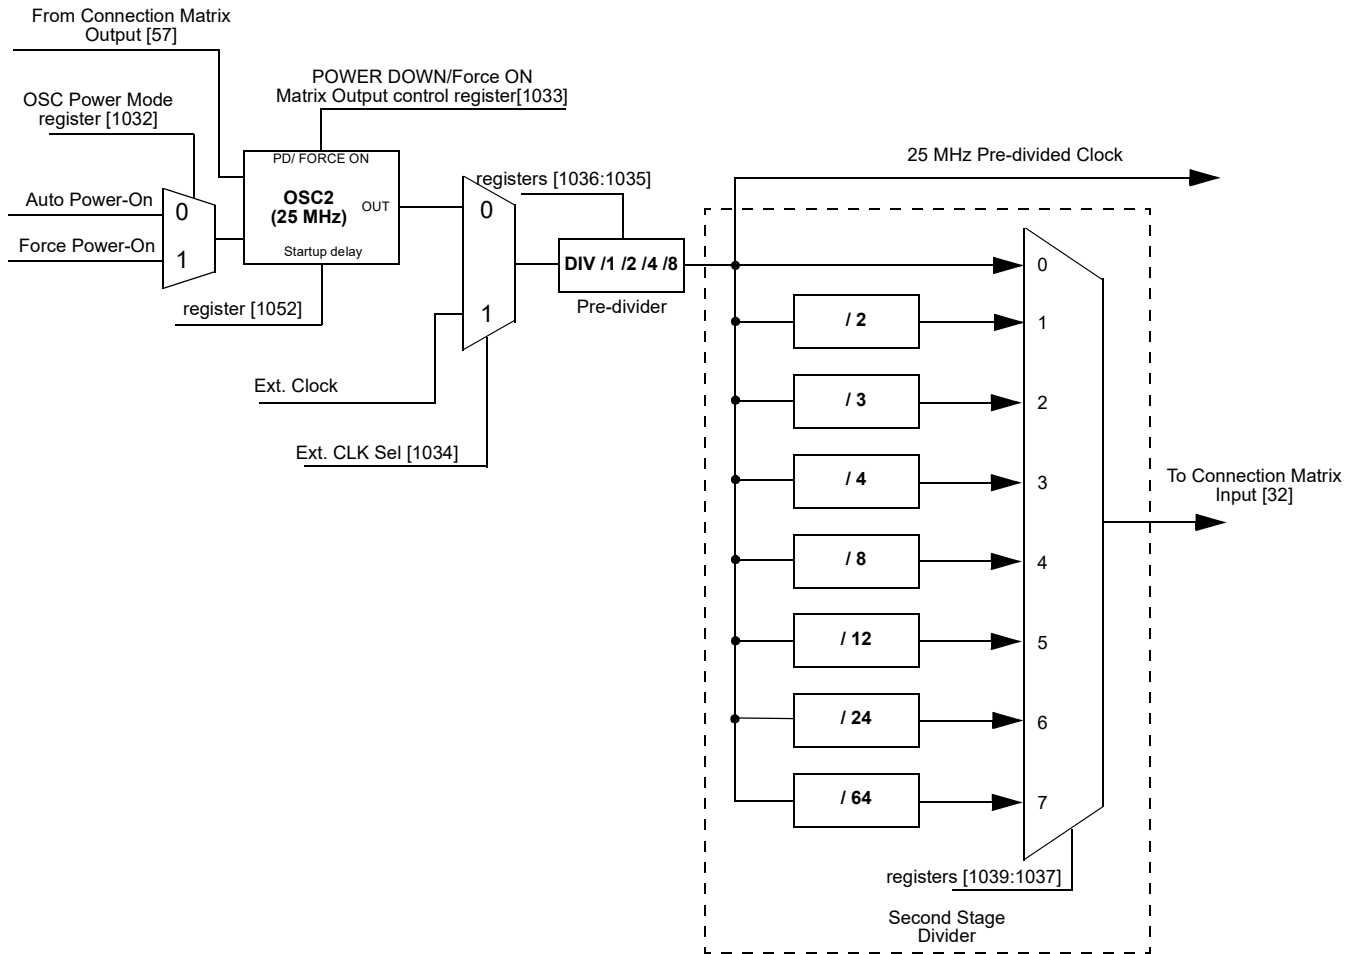 From Connection Matrix
Output [57]
POWER DOWN/Force ON
Matrix Output control register[1033]
OSC Power Mode
register [1032]
PD/ FORCE ON
OSC2
(25 MHz)
OUT
Startup delay
Auto Power-On
0
Force Power-On
1
register [1052]
0
1
registers [1036:1035]
DIV /1 /2 /4 /8
Pre-divider
Ext. Clock
Ext. CLK Sel [1034]
25 MHz Pre-divided Clock
0
/ 2
1
/ 3
2
/ 4
3
/ 8
4
/ 12
5
/ 24
6
/ 64
7
To Connection Matrix
Input [32]
registers [1039:1037]
Second Stage
Divider